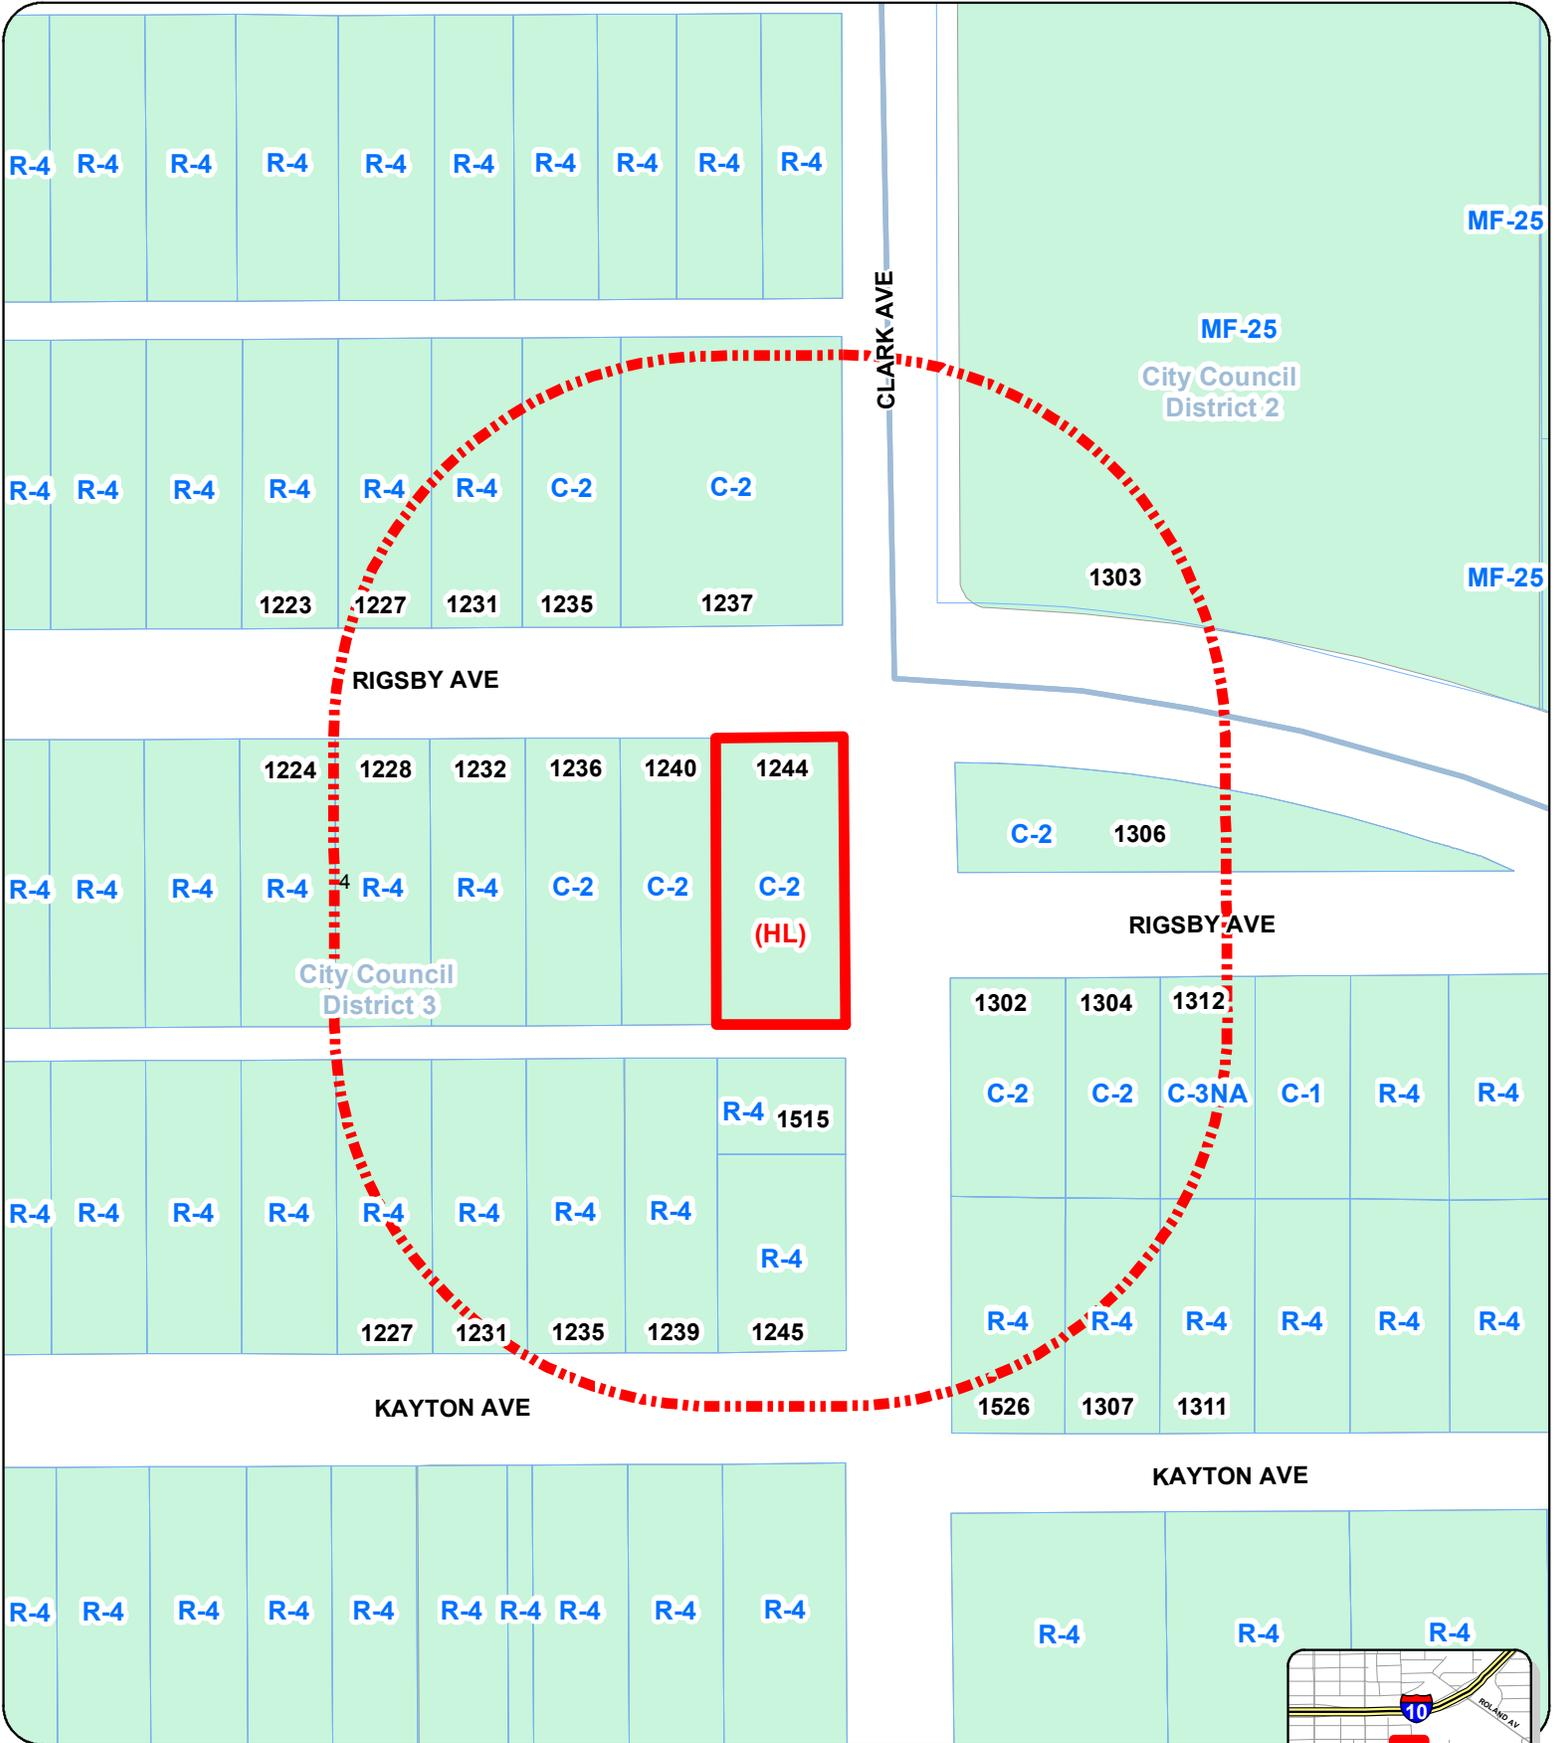 R-4 R-4 R-4 R-4 R-4 R-4 R-4 R-4 R-4 R-4
MF-25
CLARK AVE
MF-25
City Council
District 2
R-4 R-4 R-4 R-4 R-4 R-4 C-2 C-2
1303
MF-25
1223 1227 1231 1235 1237
RIGSBY AVE
1224 1228 1232 1236 1240 1244
C-2 1306
R-4 R-4 R-4 R-4 4 R-4 R-4 C-2 C-2 C-2
(HL)
RIGSBY AVE
City Council
District 3
1302 1304 1312
C-2 C-2 C-3NA C-1 R-4 R-4
R-4 1515
R-4 R-4 R-4 R-4 R-4 R-4 R-4 R-4
R-4
R-4 R-4 R-4 R-4 R-4 R-4
1227 1231 1235 1239 1245
1526 1307 1311
KAYTON AVE
KAYTON AVE
R-4 R-4 R-4 R-4 R-4 R-4 R-4 R-4 R-4 R-4
R-4 R-4 R-4
10
ROLAND AV